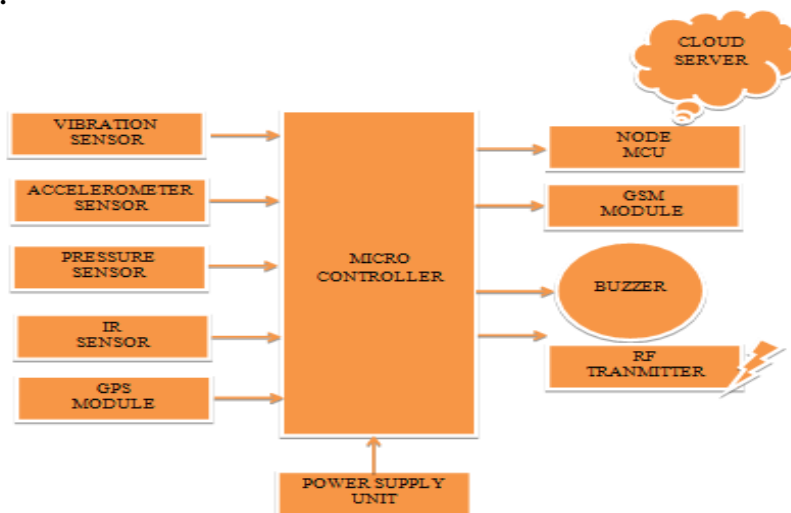 CLOUD
SERVER
VIBRATION
SENSOR
NODE
MCU
ACCELEROMETER
SENSOR
GSM
MODULE
PRESSURE
SENSOR
MICRO
CONTROLLER
BUZZER
IR
SENSOR
RF
TRANMITTER
GPS
MODULE
POWER SUPPLY
UNIT